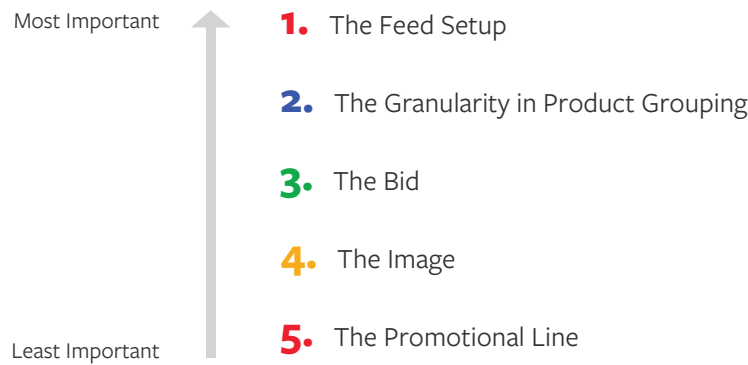 Most Important
1. The Feed Setup
2. The Granularity in Product Grouping
3. The Bid
4. The Image
5. The Promotional Line
Least Important